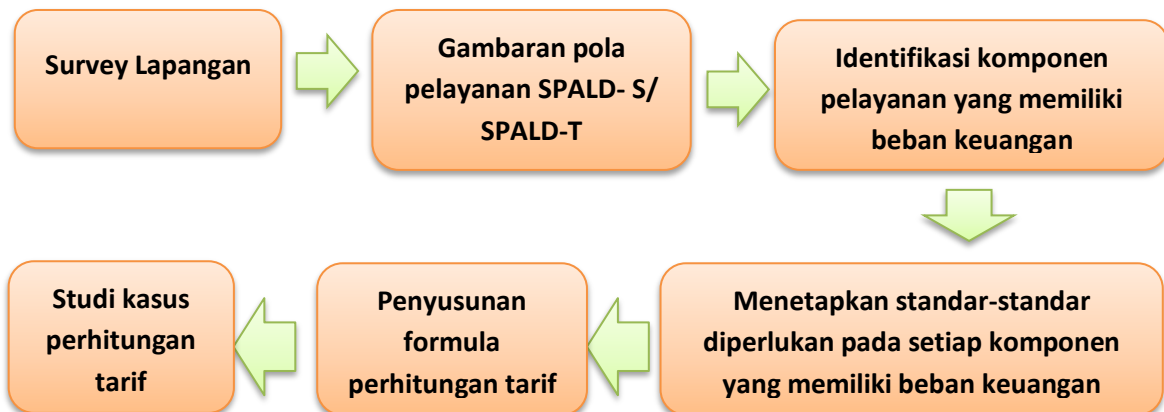 Survey Lapangan
Gambaran pola
pelayanan SPALD- S/
SPALD-T
Identifikasi komponen
pelayanan yang memiliki
beban keuangan
Menetapkan standar-standar
diperlukan pada setiap komponen
yang memiliki beban keuangan
Penyusunan
formula
perhitungan tarif
Studi kasus
perhitungan
tarif